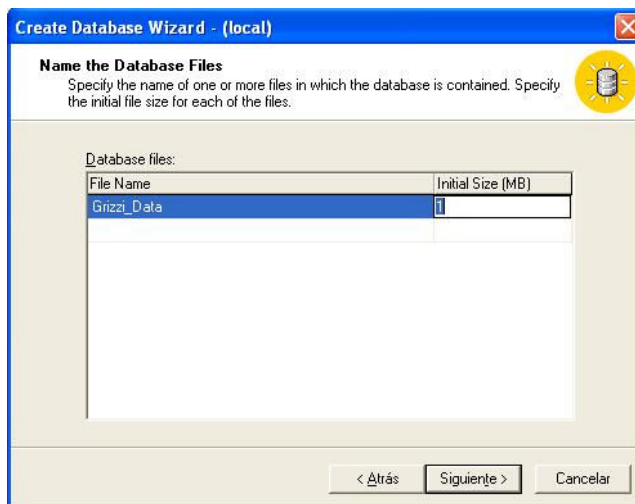 Create Database Wizard - (local)
Name the Database Files
Specify the name of one or more files in which the database is contained. Specify
the initial file size for each of the files.
Database files:
File Name Initial Size (MB)
Grizzi_Data 1
< Atrás Siguiente > Cancelar